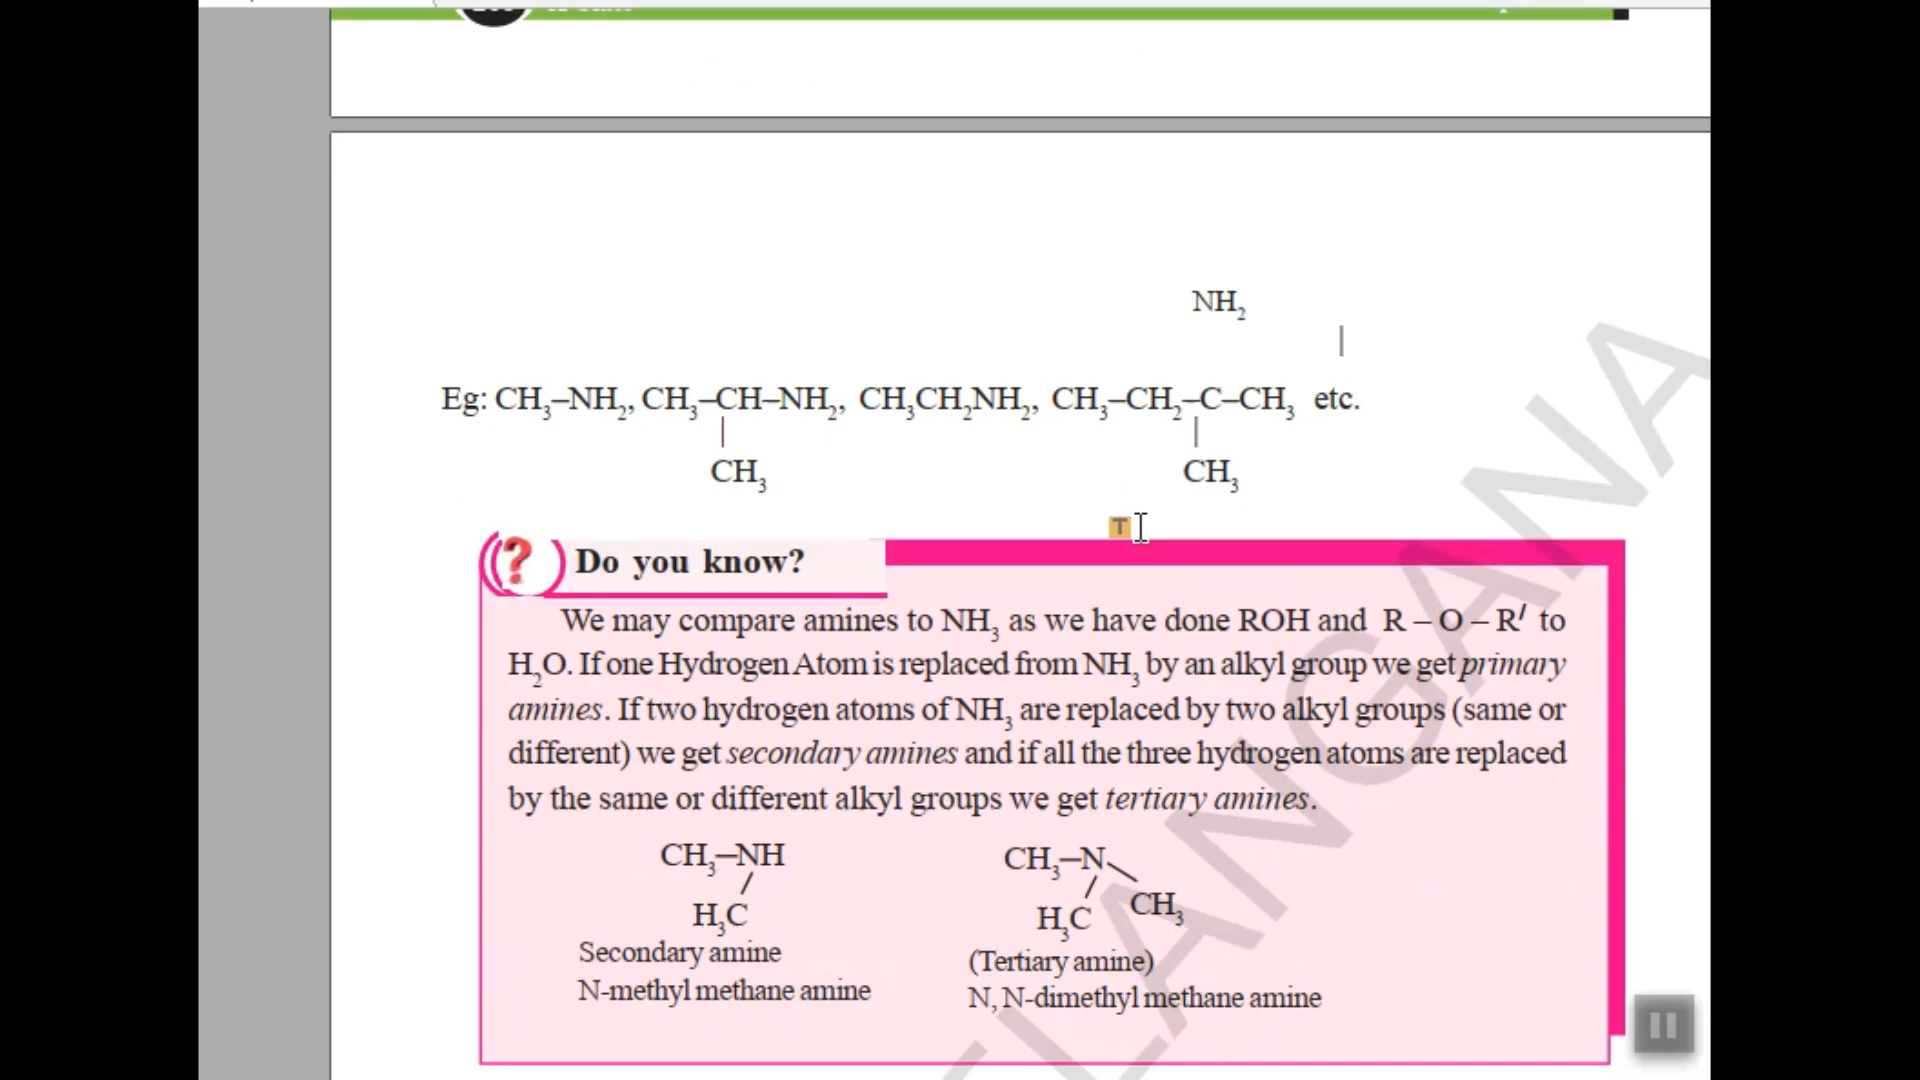 NH₂
|
Eg: CH₃–NH₂, CH₃–CH–NH₂, CH₃CH₂NH₂, CH₃–CH₂–C–CH₃ etc.
| |
CH₃ CH₃
T
? Do you know?
We may compare amines to NH₃ as we have done ROH and R – O – R′ to
H₂O. If one Hydrogen Atom is replaced from NH₃ by an alkyl group we get primary
amines. If two hydrogen atoms of NH₃ are replaced by two alkyl groups (same or
different) we get secondary amines and if all the three hydrogen atoms are replaced
by the same or different alkyl groups we get tertiary amines.
CH₃–NH CH₃–N
H₃C H₃C CH₃
Secondary amine (Tertiary amine)
N-methyl methane amine N, N-dimethyl methane amine
ELANGANA